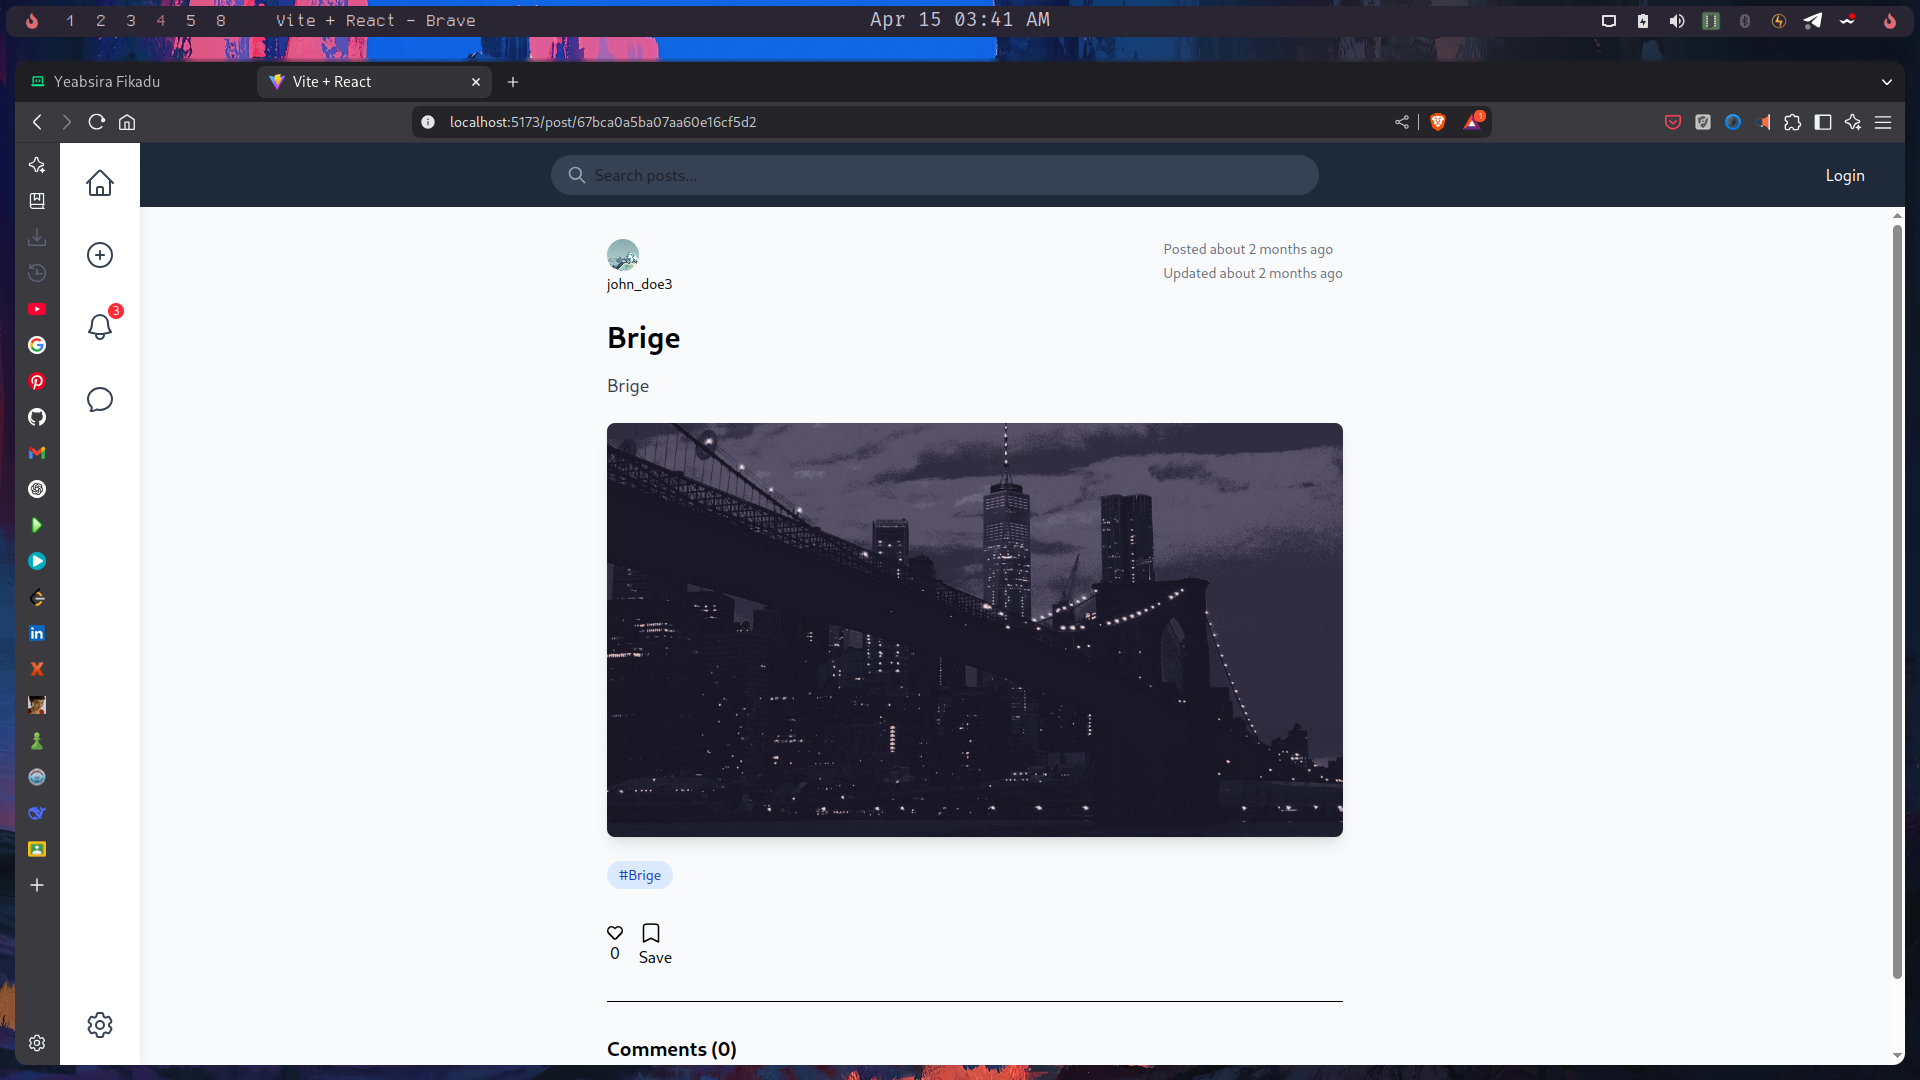 1 2 3 4 5 8 Vite + React - Brave Apr 15 03:41 AM
Yeabsira Fikadu Vite + React
localhost:5173/post/67bca0a5ba07aa60e16cf5d2 1
Search posts... Login
3
john_doe3
Posted about 2 months ago
Updated about 2 months ago
Brige
Brige
#Brige
0
Save
Comments (0)